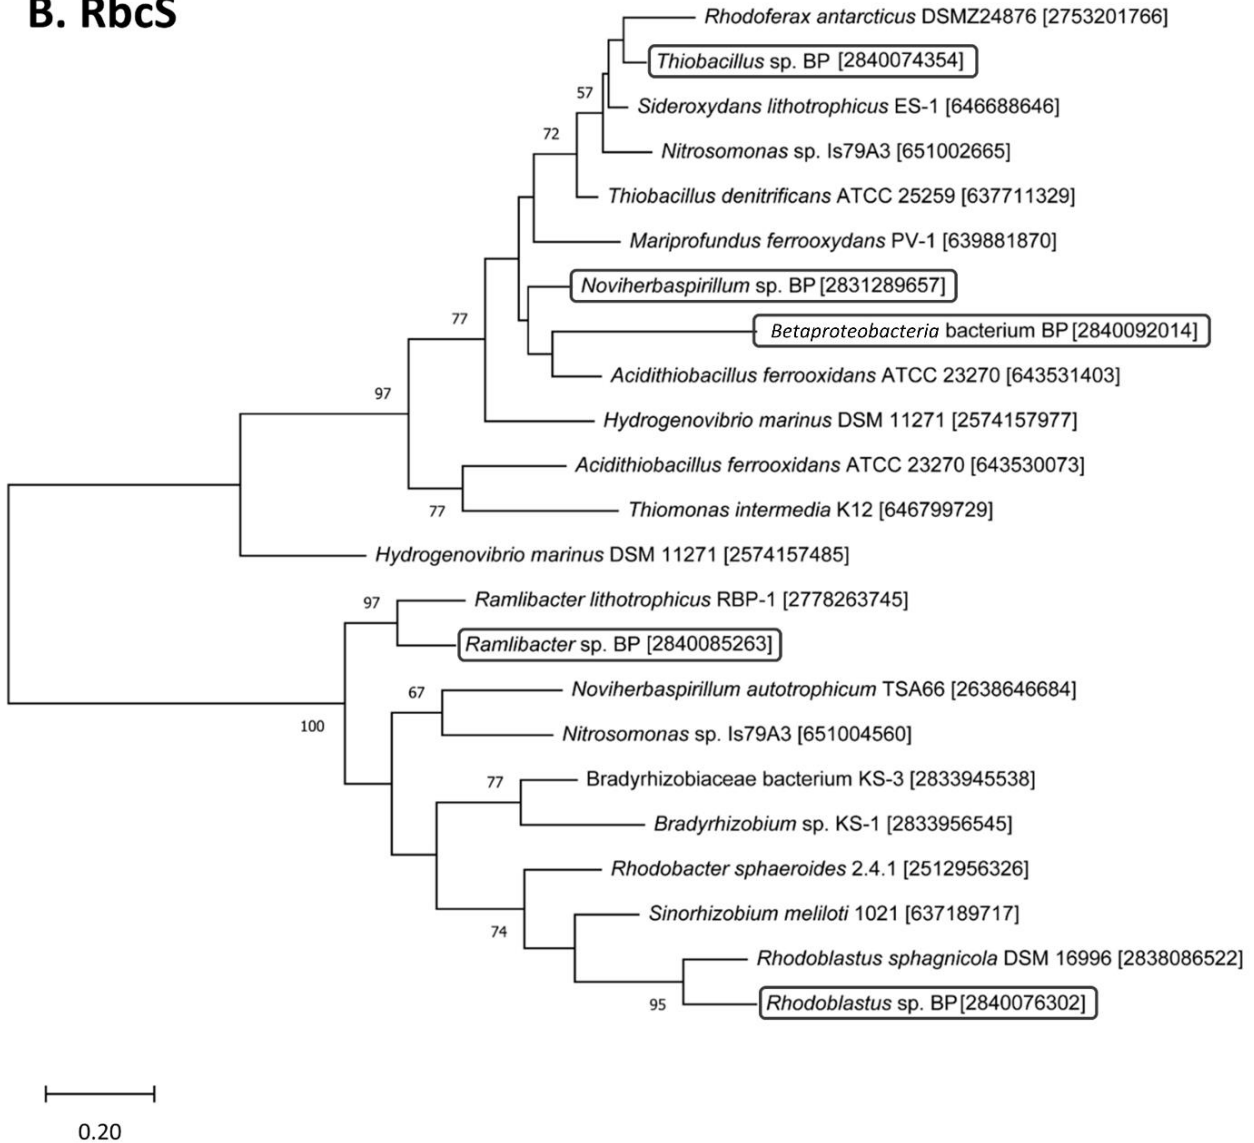 B. RbcS
Rhodoferax antarcticus DSMZ24876 [2753201766]
Thiobacillus sp. BP [2840074354]
57
Sideroxydans lithotrophicus ES-1 [646688646]
72
Nitrosomonas sp. Is79A3 [651002665]
Thiobacillus denitrificans ATCC 25259 [637711329]
Mariprofundus ferrooxydans PV-1 [639881870]
Noviherbaspirillum sp. BP [2831289657]
77
Betaproteobacteria bacterium BP [2840092014]
Acidithiobacillus ferrooxidans ATCC 23270 [643531403]
97
Hydrogenovibrio marinus DSM 11271 [2574157977]
Acidithiobacillus ferrooxidans ATCC 23270 [643530073]
77
Thiomonas intermedia K12 [646799729]
Hydrogenovibrio marinus DSM 11271 [2574157485]
97
Ramlibacter lithotrophicus RBP-1 [2778263745]
Ramlibacter sp. BP [2840085263]
67
Noviherbaspirillum autotrophicum TSA66 [2638646684]
100
Nitrosomonas sp. Is79A3 [651004560]
77
Bradyrhizobiaceae bacterium KS-3 [2833945538]
Bradyrhizobium sp. KS-1 [2833956545]
Rhodobacter sphaeroides 2.4.1 [2512956326]
Sinorhizobium meliloti 1021 [637189717]
74
Rhodoblastus sphagnicola DSM 16996 [2838086522]
95
Rhodoblastus sp. BP [2840076302]
0.20